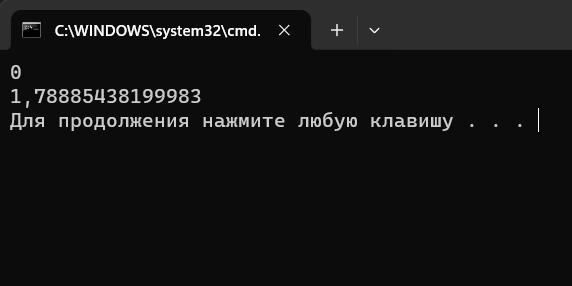 C:\WINDOWS\system32\cmd.
0
1,78885438199983
Для продолжения нажмите любую клавишу . . .